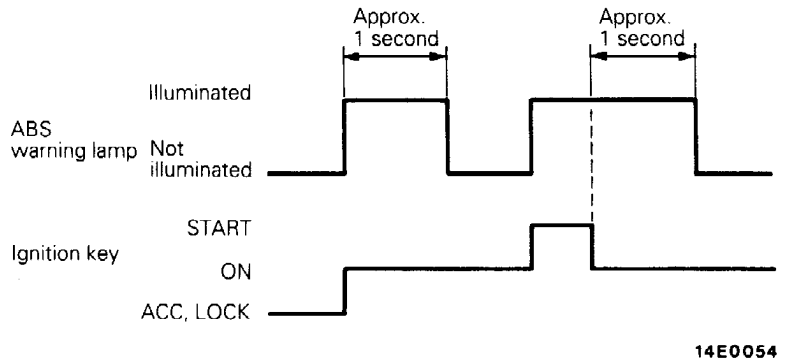 Approx.
1 second
Approx.
1 second
Illuminated
ABS
warning lamp
Not
illuminated
START
Ignition key
ON
ACC, LOCK
14E0054